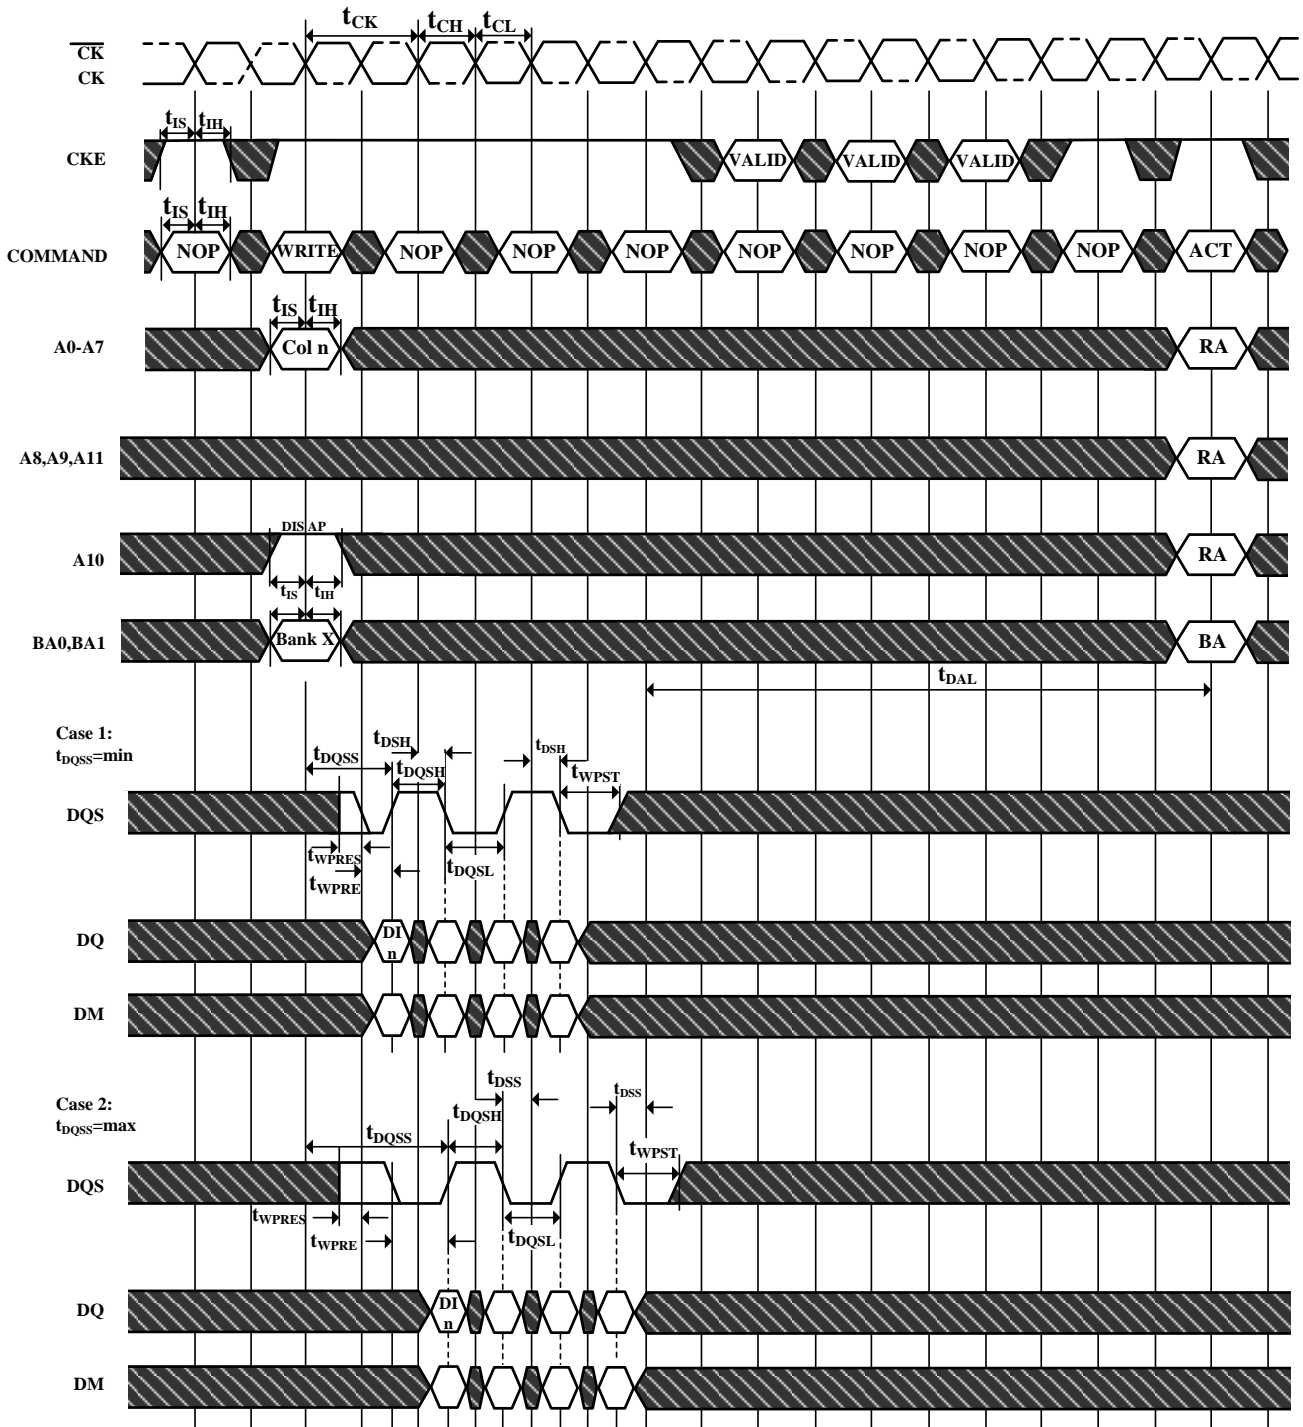 tCK tCH tCL
CK
CK
tIS tIH
CKE VALID VALID VALID
tIS tIH
COMMAND NOP WRITE NOP NOP NOP NOP NOP NOP NOP ACT
tIS tIH
A0-A7 Col n RA
A8,A9,A11 RA
DIS AP
A10 RA
tIS tIH
BA0,BA1 Bank X BA
tDAL
Case 1:
tDQSS=min
tDSH tDSH
tDQSS tDQSH tWPST
DQS
tWPRES tDQSL
tWPRE
DQ DI
n
DM
tDSS tDSS
Case 2:
tDQSS=max
tDQSH
tDQSS tWPST
DQS
tWPRES
tWPRE tDQSL
DQ DI
n
DM